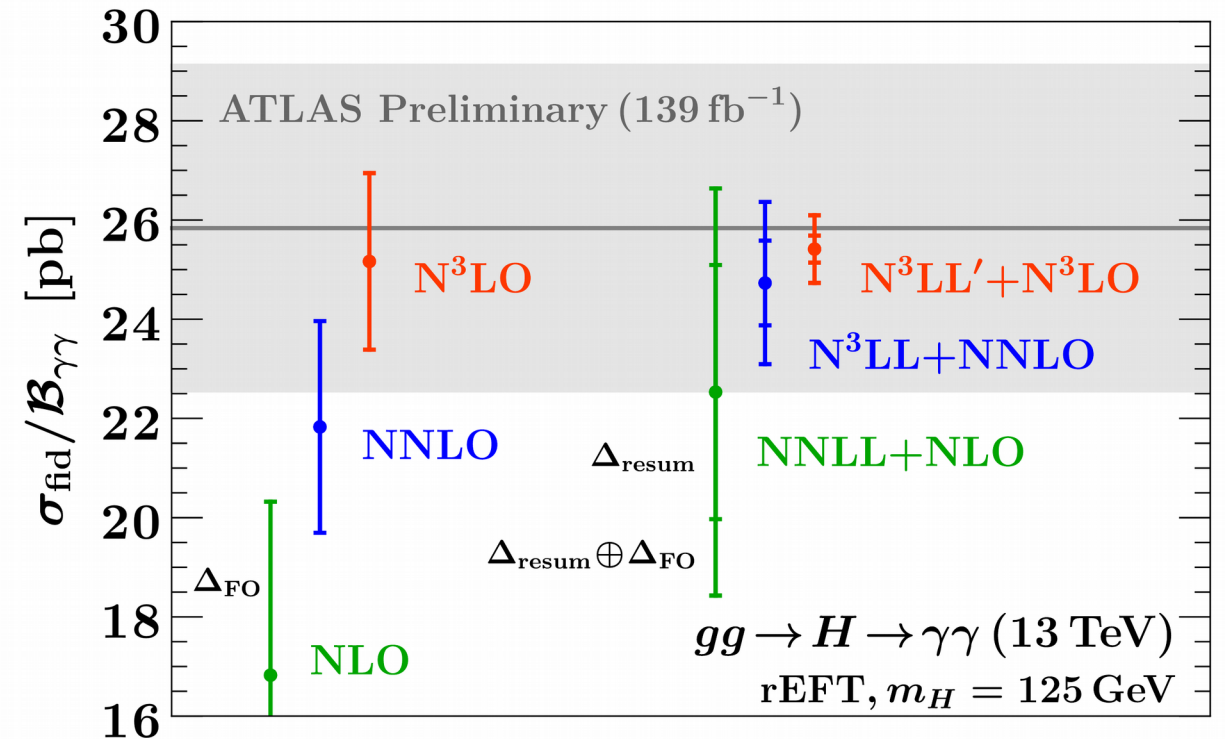 σ_fid/ℬ_γγ [pb]
30
28
26
24
22
20
18
16
ATLAS Preliminary (139 fb⁻¹)
N³LO
N³LL′+N³LO
N³LL+NNLO
NNLO
NNLL+NLO
Δ_resum
Δ_resum⊕Δ_FO
Δ_FO
NLO
gg→H→γγ (13 TeV)
rEFT, m_H = 125 GeV